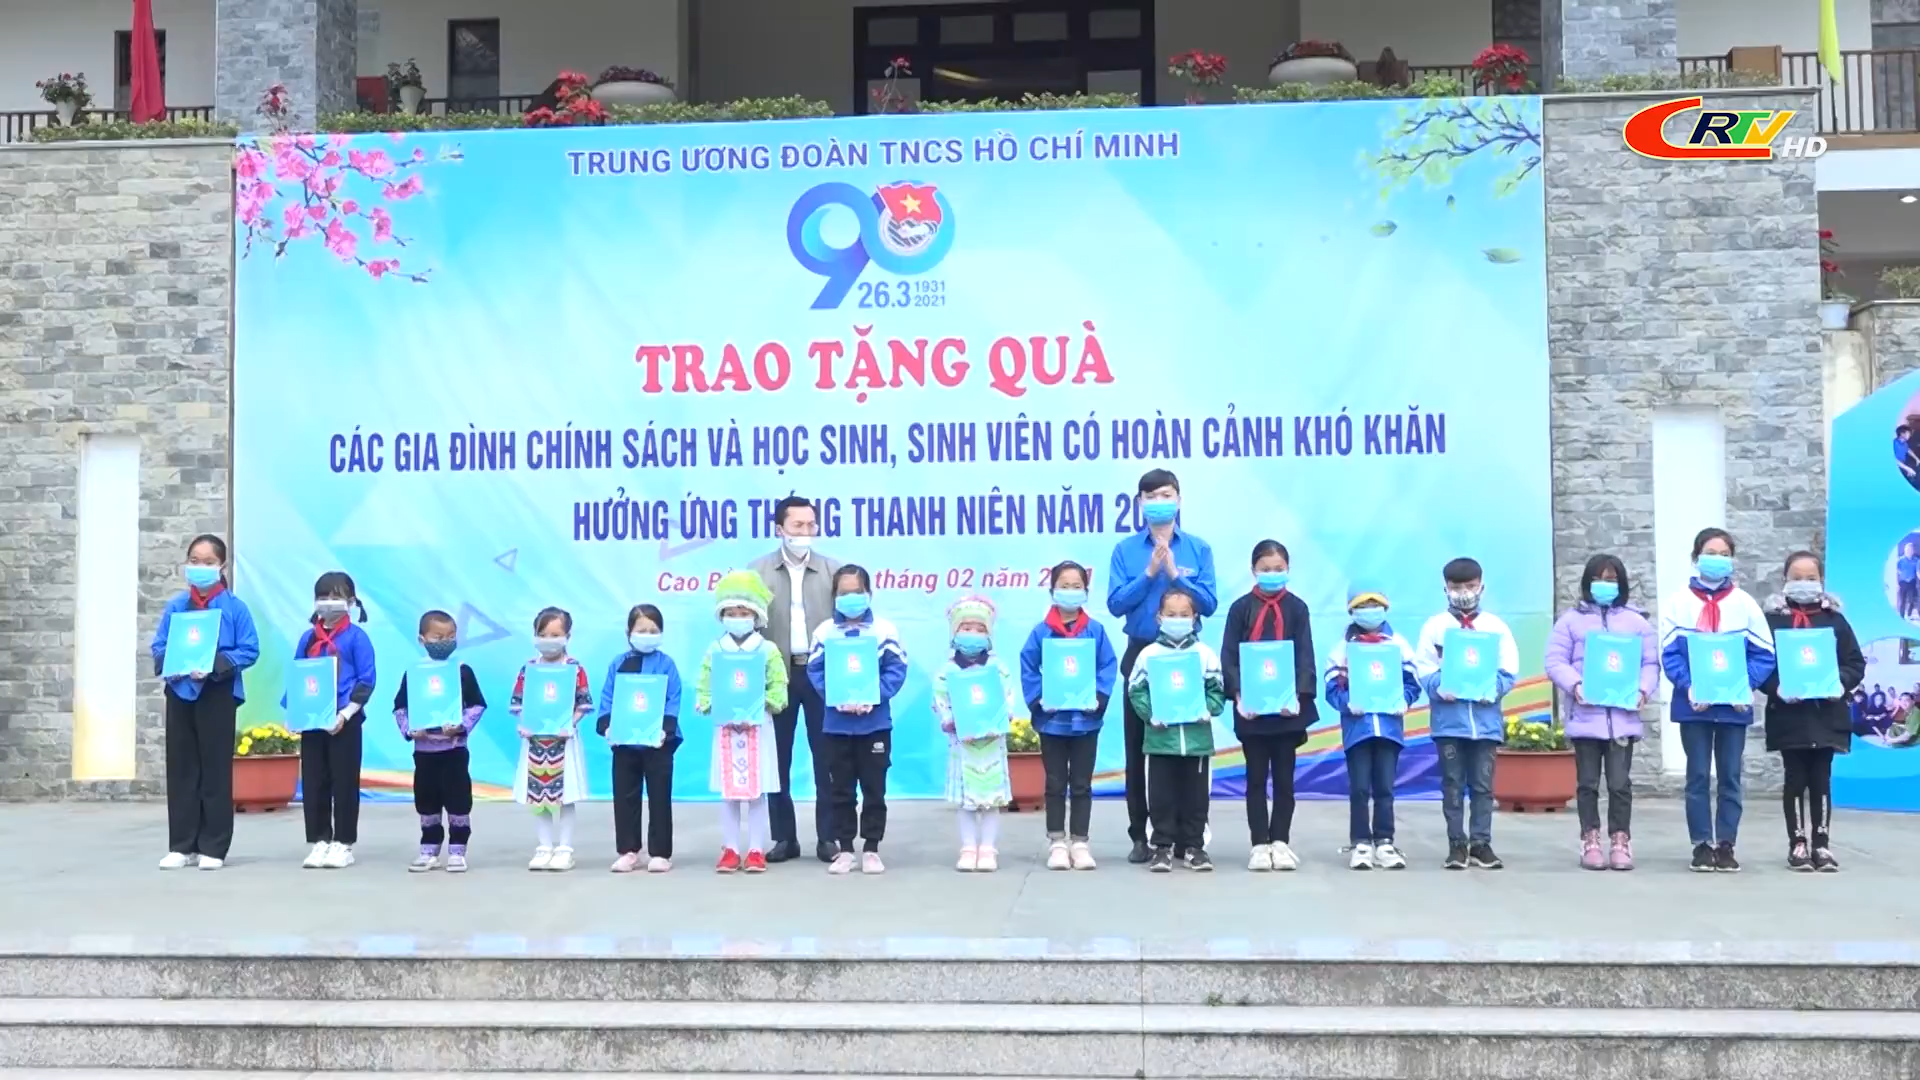 TRUNG ƯƠNG ĐOÀN TNCS HỒ CHÍ MINH
90
26.3 1931 2021
TRAO TẶNG QUÀ
CÁC GIA ĐÌNH CHÍNH SÁCH VÀ HỌC SINH, SINH VIÊN CÓ HOÀN CẢNH KHÓ KHĂN
HƯỞNG ỨNG THÁNG THANH NIÊN NĂM
Cao tháng 02 năm
CRTV HD